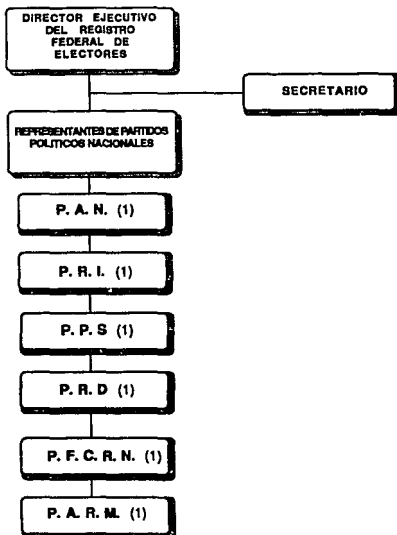 DIRECTOR EJECUTIVO
DEL REGISTRO
FEDERAL DE
ELECTORES
SECRETARIO
REPRESENTANTES DE PARTIDOS
POLITICOS NACIONALES
P. A. N. (1)
P. R. I. (1)
P. P. S (1)
P. R. D (1)
P. F. C. R. N. (1)
P. A. R. M. (1)